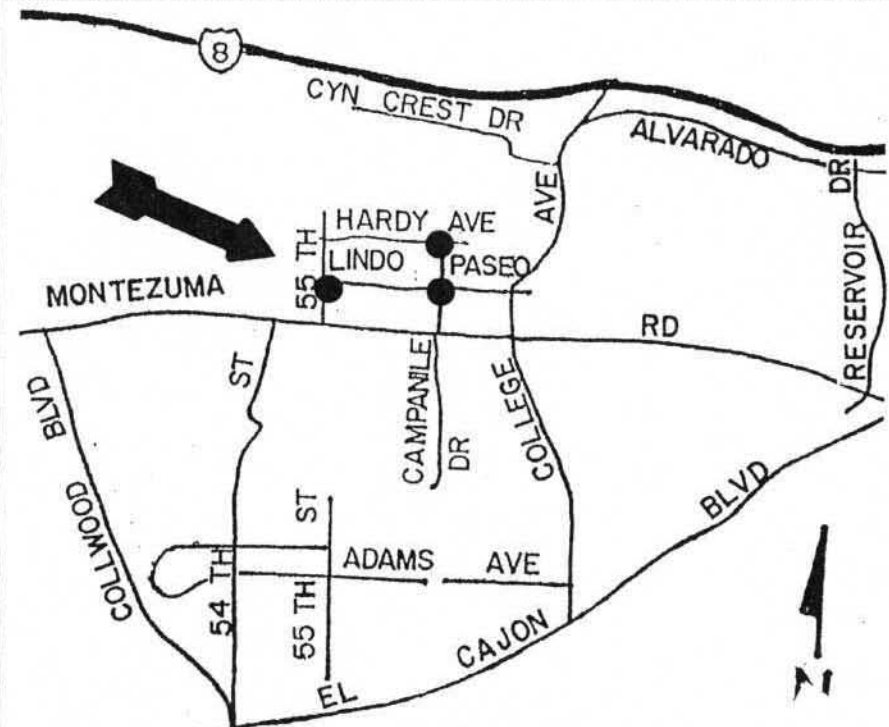 8
CYN CREST DR
ALVARADO
AVE
DR
HARDY AVE
55 TH
LINDO PASEO
MONTEZUMA
RD
RESERVOIR
ST
BLVD
COLLWOOD
CAMPANILE
DR
COLLEGE
BLVD
ST
ADAMS AVE
54 TH
55 TH
EL
CAJON
N